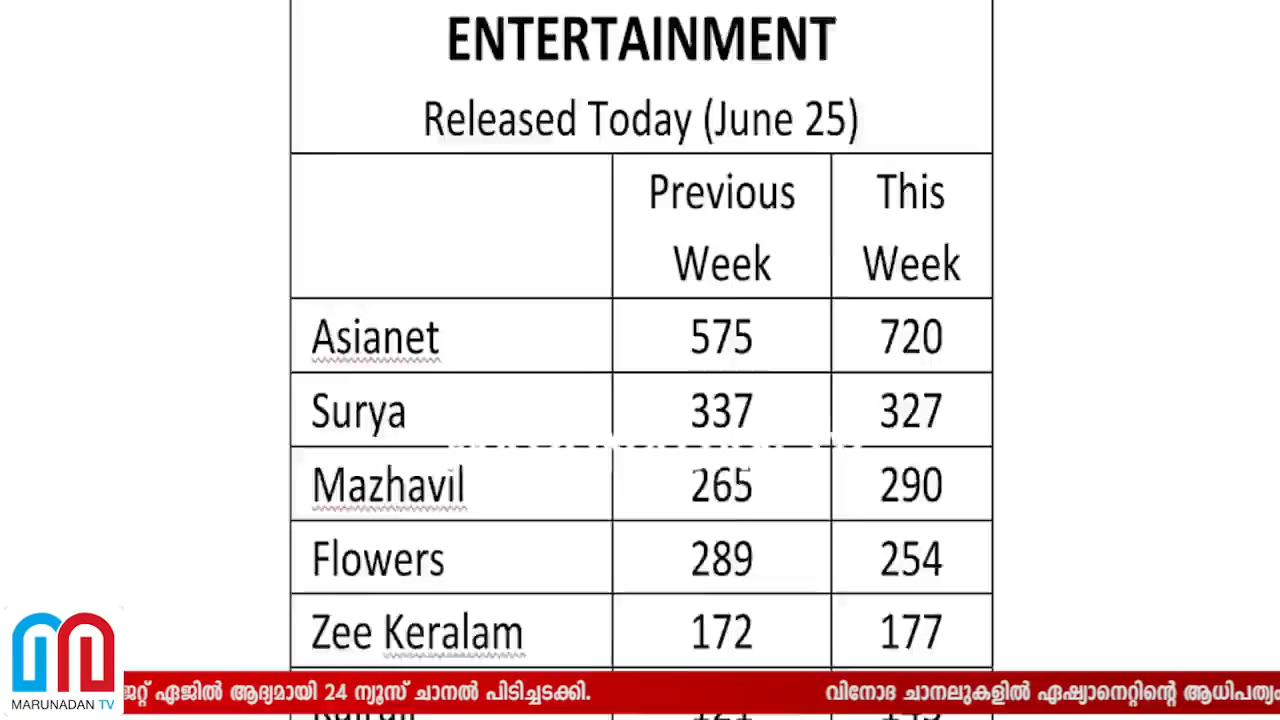 ENTERTAINMENT
Released Today (June 25)
Previous Week This Week
Asianet 575 720
Surya 337 327
Mazhavil 265 290
Flowers 289 254
Zee Keralam 172 177
ഏജിൽ ആദ്യമായി 24 ന്യൂസ് ചാനൽ പിടിച്ചടക്കി. വിനോദ ചാനലുകളിൽ ഏഷ്യാനെറ്റിന്റെ ആധിപത്യം
MARUNADAN TV